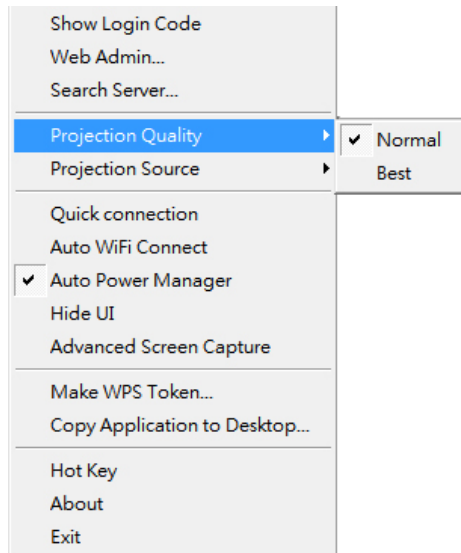 Show Login Code
Web Admin...
Search Server...
Projection Quality
Normal
Best
Projection Source
Quick connection
Auto WiFi Connect
Auto Power Manager
Hide UI
Advanced Screen Capture
Make WPS Token...
Copy Application to Desktop...
Hot Key
About
Exit